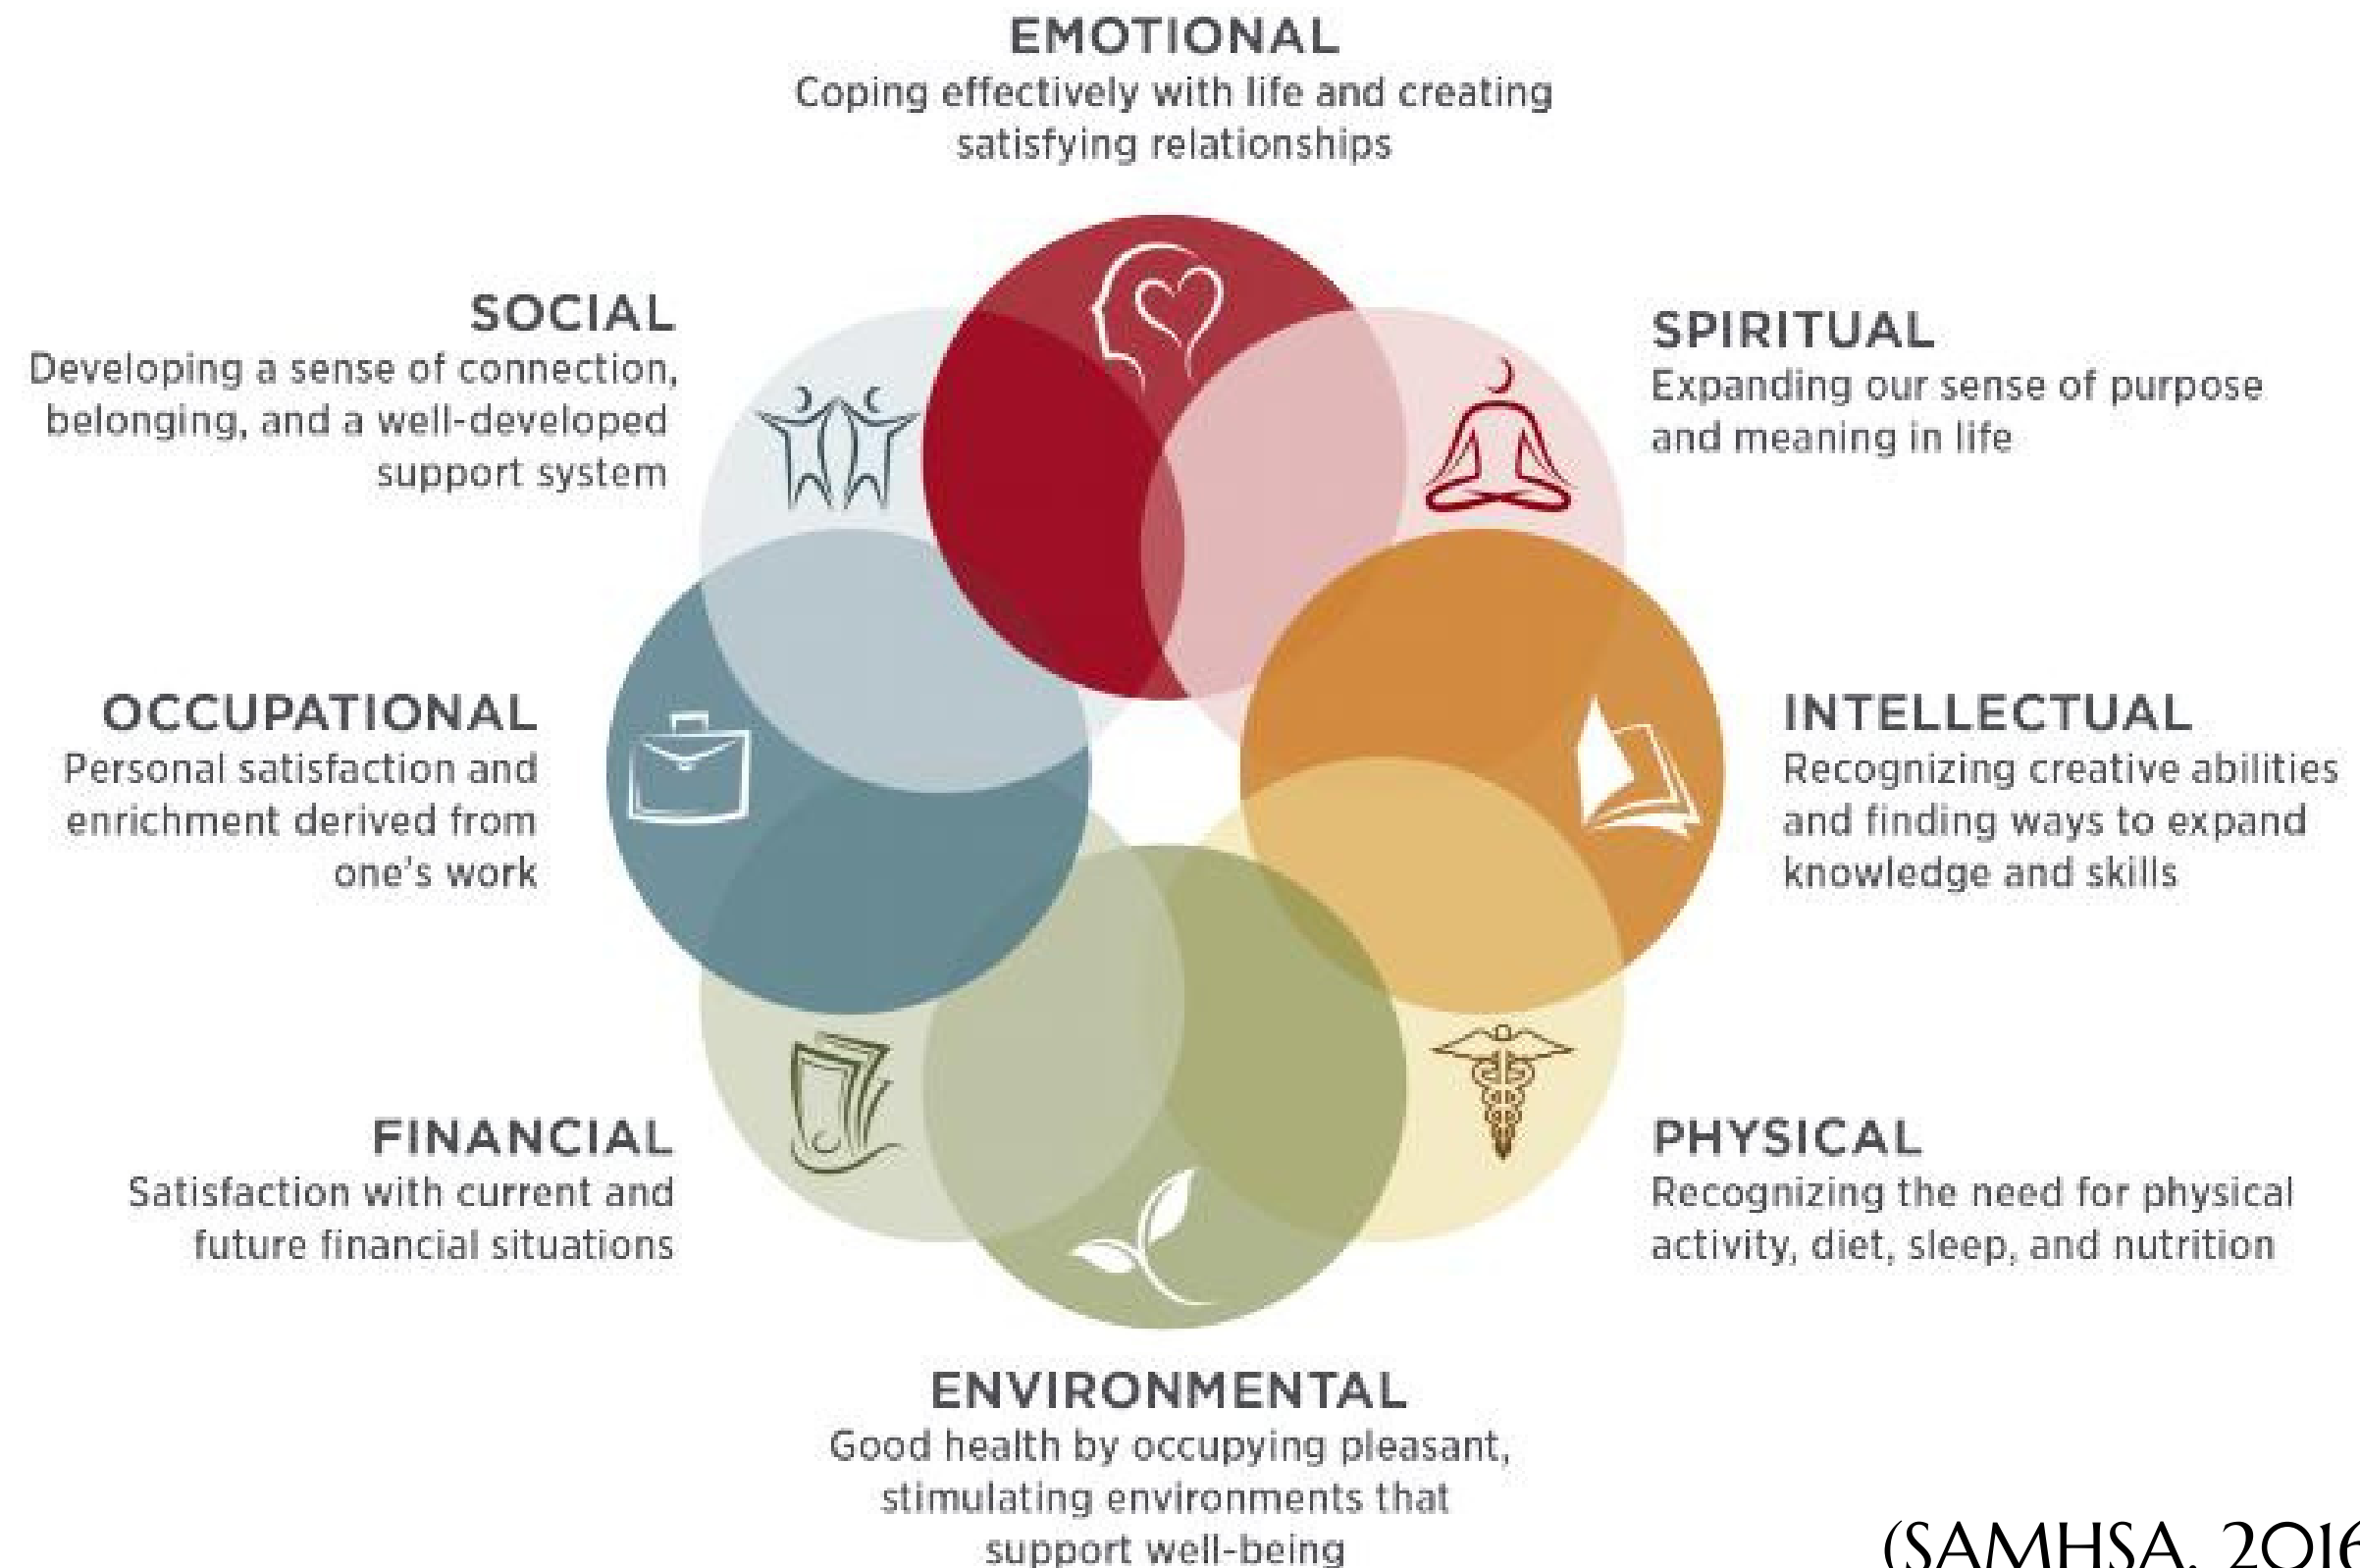 EMOTIONAL
Coping effectively with life and creating
satisfying relationships
SOCIAL
Developing a sense of connection,
belonging, and a well-developed
support system
SPIRITUAL
Expanding our sense of purpose
and meaning in life
OCCUPATIONAL
Personal satisfaction and
enrichment derived from
one's work
INTELLECTUAL
Recognizing creative abilities
and finding ways to expand
knowledge and skills
FINANCIAL
Satisfaction with current and
future financial situations
PHYSICAL
Recognizing the need for physical
activity, diet, sleep, and nutrition
ENVIRONMENTAL
Good health by occupying pleasant,
stimulating environments that
support well-being
(SAMHSA, 2016